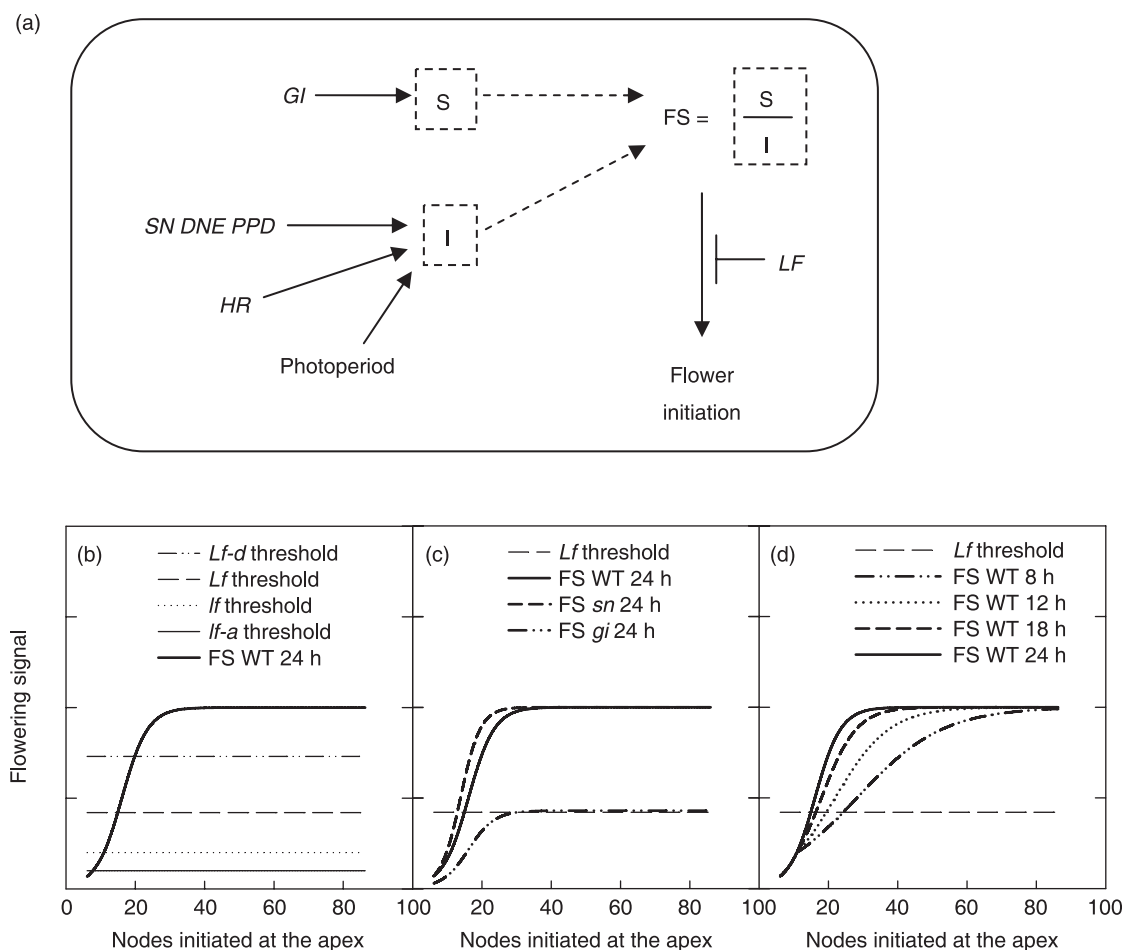 (a)
GI
S
FS =
S
I
SN DNE PPD
I
HR
LF
Photoperiod
Flower
initiation
Flowering signal
(b)
Lf-d threshold
Lf threshold
lf threshold
lf-a threshold
FS WT 24 h
0 20 40 60 80 100
Nodes initiated at the apex
(c)
Lf threshold
FS WT 24 h
FS sn 24 h
FS gi 24 h
20 40 60 80 100
Nodes initiated at the apex
(d)
Lf threshold
FS WT 8 h
FS WT 12 h
FS WT 18 h
FS WT 24 h
20 40 60 80 100
Nodes initiated at the apex